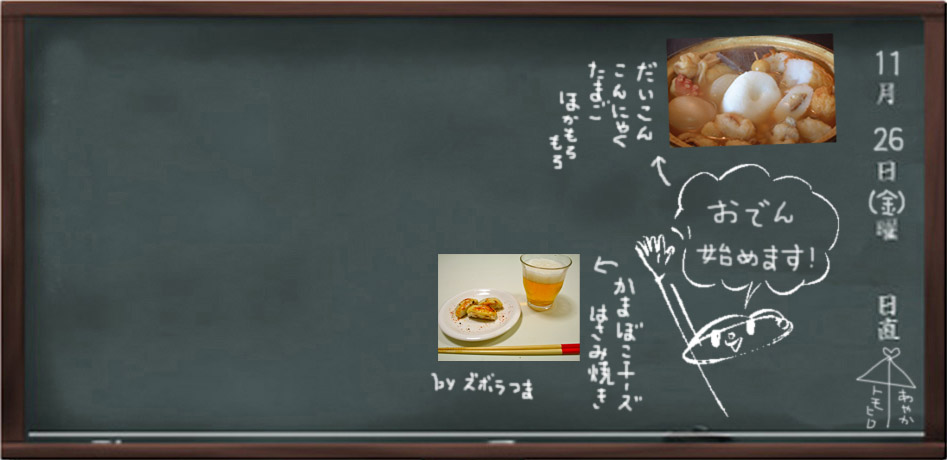 11月 26日(金)曜 日直
あやか
トモヒロ
おでん
始めます!
だいこん
こんにゃく
たまご
ほかもろ
もろ
かまぼこチーズ
はさみ焼き
by ズボラつま